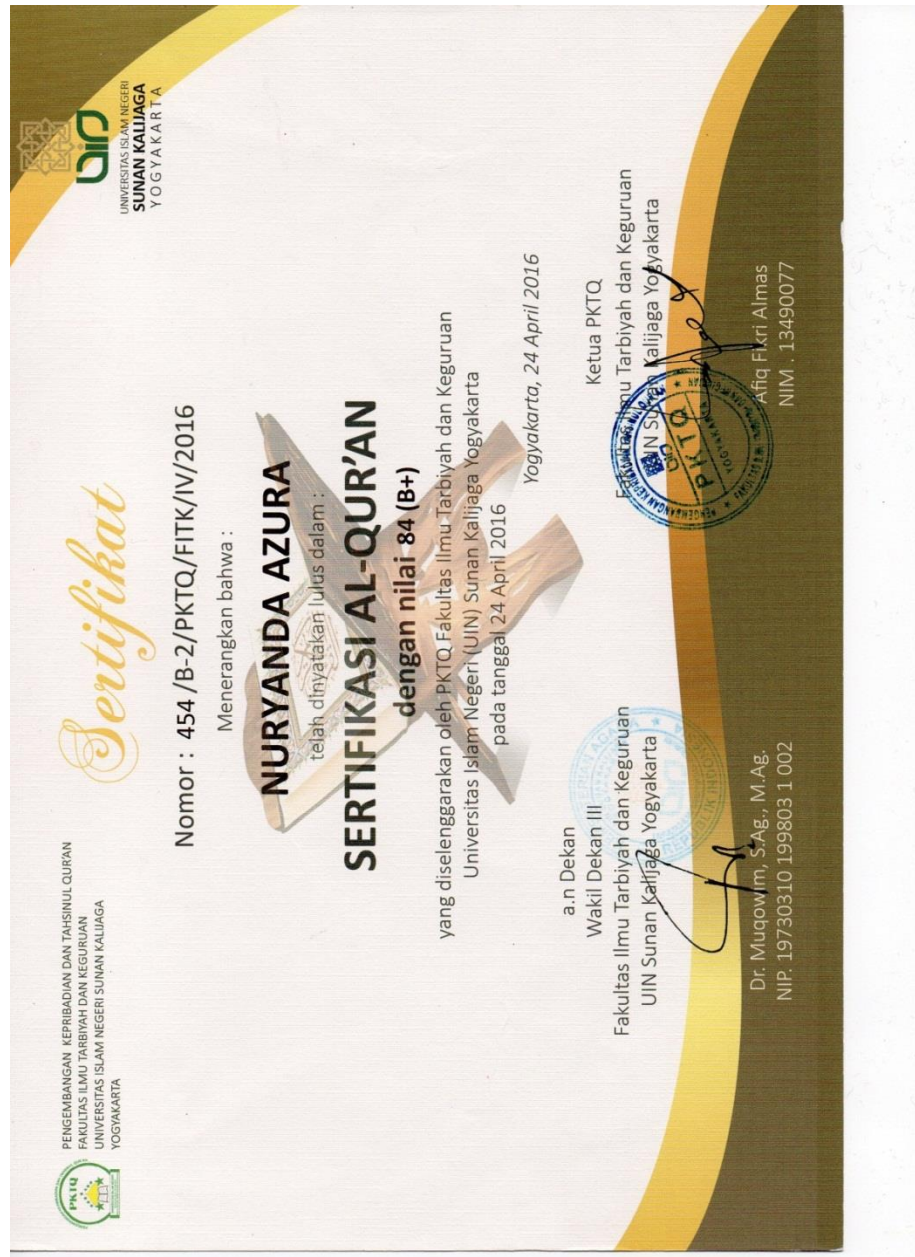 PENGEMBANGAN KEPRIBADIAN DAN TAHSINUL QUR'AN
FAKULTAS ILMU TARBIYAH DAN KEGURUAN
UNIVERSITAS ISLAM NEGERI SUNAN KALIJAGA
YOGYAKARTA
PKTQ
UNIVERSITAS ISLAM NEGERI
SUNAN KALIJAGA
YOGYAKARTA
Sertifikat
Nomor : 454 /B-2/PKTQ/FITK/IV/2016
Menerangkan bahwa :
NURYANDA AZURA
telah dinyatakan lulus dalam :
SERTIFIKASI AL-QUR'AN
dengan nilai 84 (B+)
yang diselenggarakan oleh PKTQ Fakultas Ilmu Tarbiyah dan Keguruan
Universitas Islam Negeri (UIN) Sunan Kalijaga Yogyakarta
pada tanggal 24 April 2016
Yogyakarta, 24 April 2016
a.n Dekan
Wakil Dekan III
Fakultas Ilmu Tarbiyah dan Keguruan
UIN Sunan Kalijaga Yogyakarta
Dr. Muqowim, S.Ag., M.Ag.
NIP. 19730310 199803 1 002
Ketua PKTQ
Fakultas Ilmu Tarbiyah dan Keguruan
UIN Sunan Kalijaga Yogyakarta
PKTQ
YOGYAKARTA
Afiq Fikri Almas
NIM . 13490077